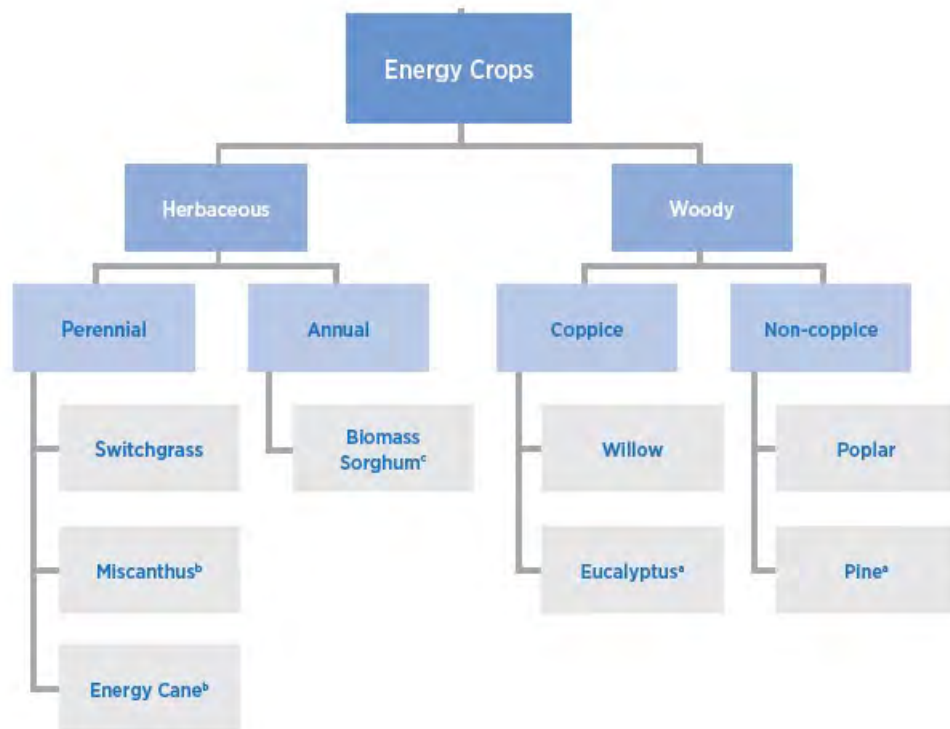 Energy Crops
Herbaceous
Woody
Perennial
Annual
Coppice
Non-coppice
Switchgrass
Biomass
Sorghumᶜ
Willow
Poplar
Miscanthusᵇ
Eucalyptusᵃ
Pineᵃ
Energy Caneᵇ